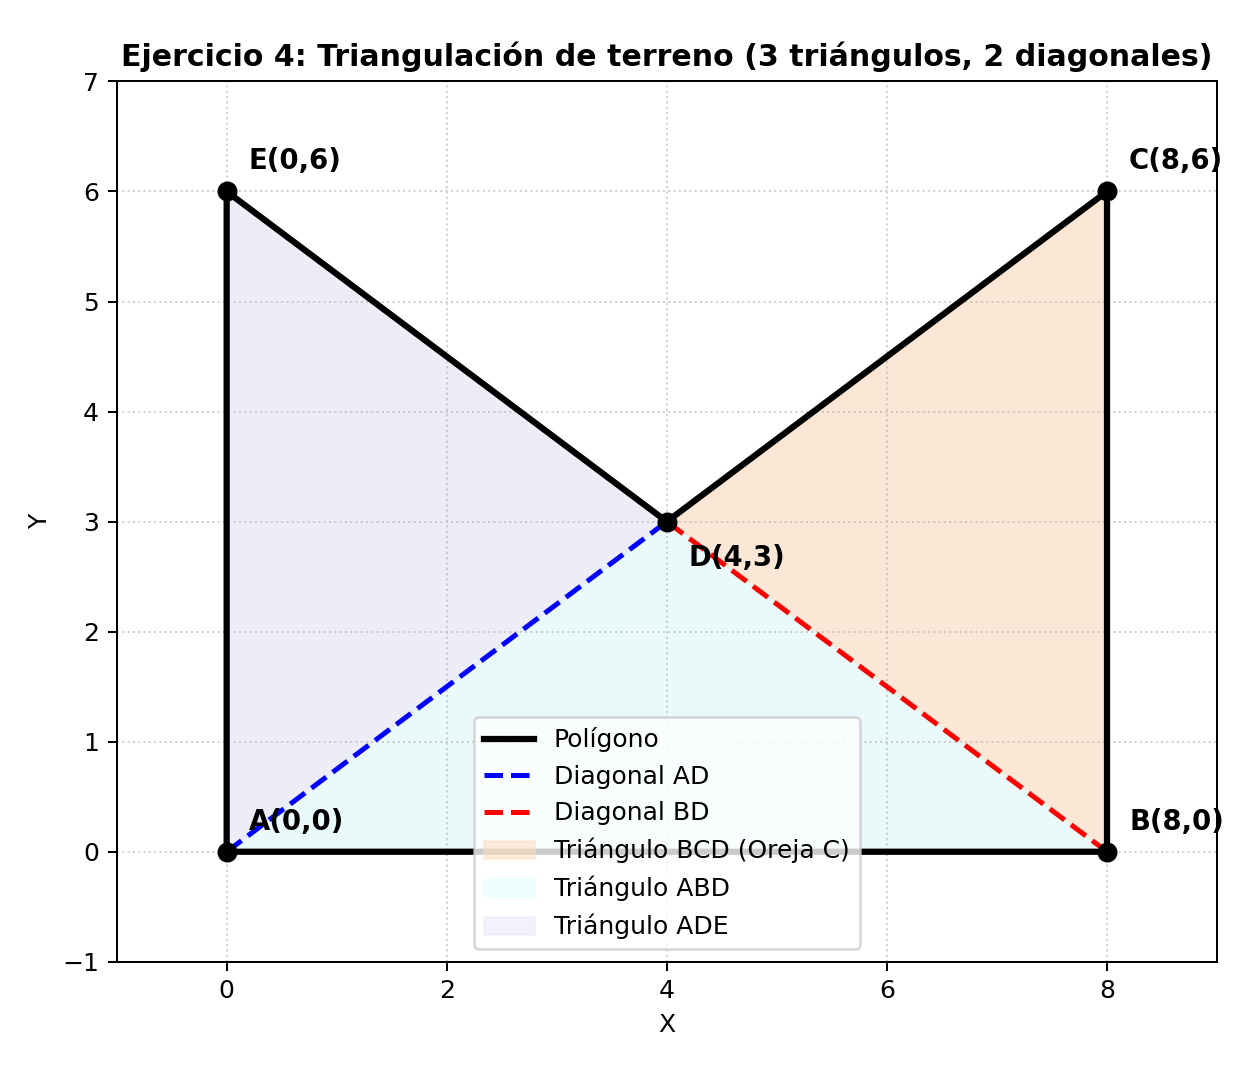 Ejercicio 4: Triangulación de terreno (3 triángulos, 2 diagonales)
7
E(0,6)
C(8,6)
6
5
4
Y
3
D(4,3)
2
1
Polígono
Diagonal AD
Diagonal BD
A(0,0)
B(8,0)
0
Triángulo BCD (Oreja C)
Triángulo ABD
Triángulo ADE
−1
0 2 4 6 8
X